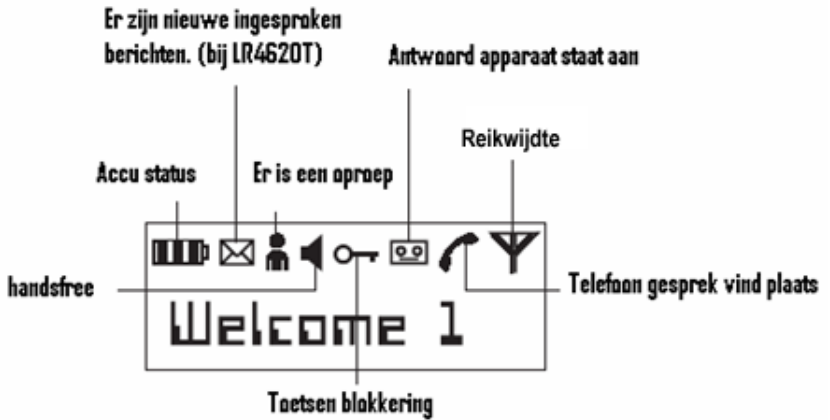 Er zijn nieuwe ingesproken
berichten. (bij LR4620T)
Antwoord apparaat staat aan
Reikwijdte
Accu status
Er is een oproep
handsfree
Telefoon gesprek vind plaats
Welcome 1
Toetsen blokkering